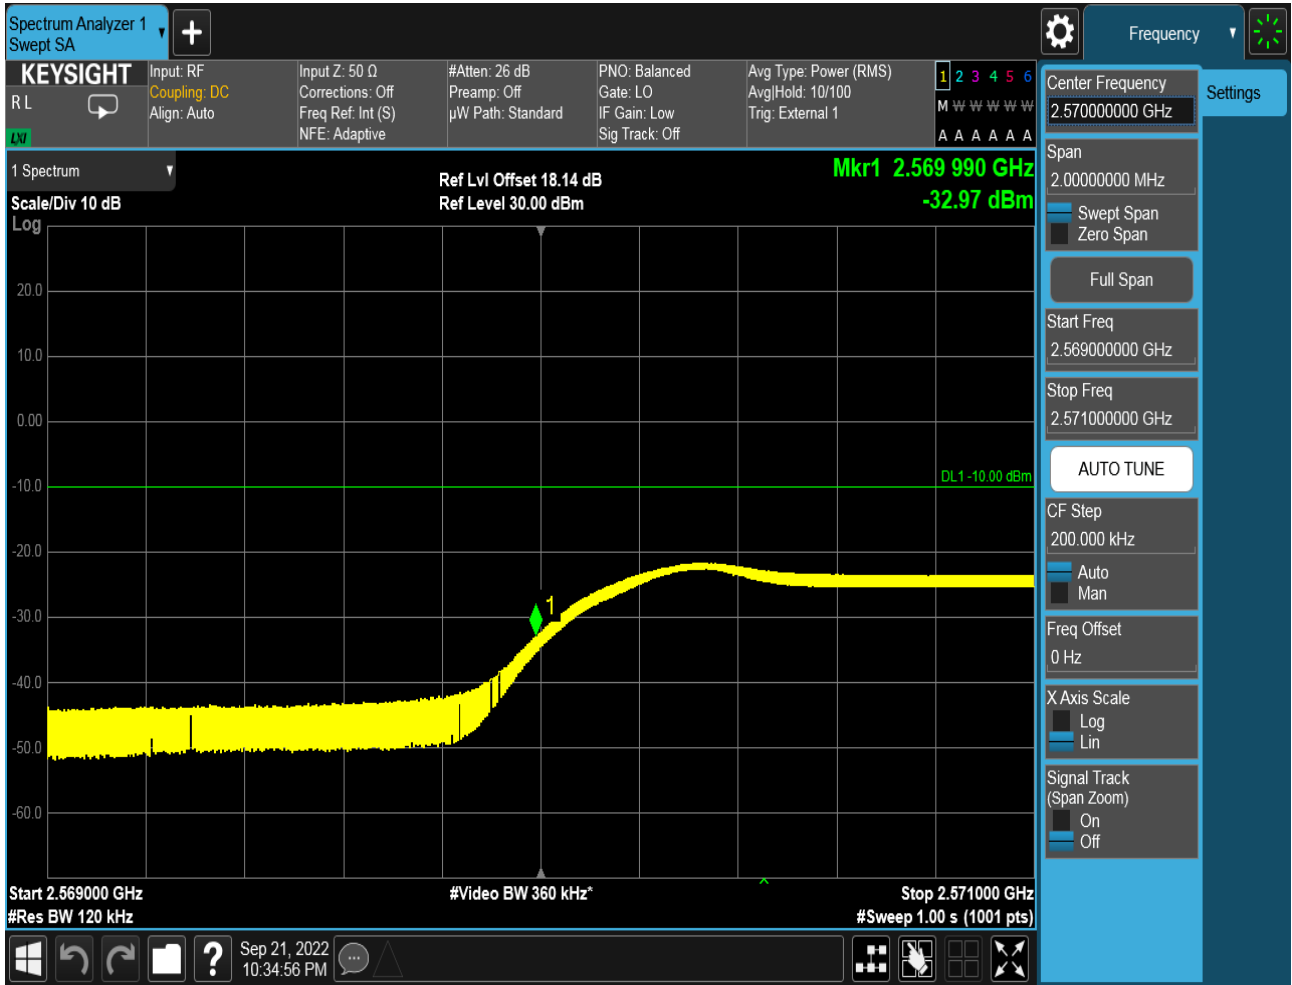 Spectrum Analyzer 1
Swept SA
Frequency
KEYSIGHT
R L
LXI
Input: RF
Coupling: DC
Align: Auto
Input Z: 50 Ω
Corrections: Off
Freq Ref: Int (S)
NFE: Adaptive
#Atten: 26 dB
Preamp: Off
µW Path: Standard
PNO: Balanced
Gate: LO
IF Gain: Low
Sig Track: Off
Avg Type: Power (RMS)
Avg|Hold: 10/100
Trig: External 1
1 2 3 4 5 6
M W W W W W
A A A A A A
1 Spectrum
Scale/Div 10 dB
Log
Ref Lvl Offset 18.14 dB
Ref Level 30.00 dBm
Mkr1 2.569 990 GHz
-32.97 dBm
20.0
10.0
0.00
-10.0
-20.0
-30.0
-40.0
-50.0
-60.0
DL1 -10.00 dBm
1
Start 2.569000 GHz
#Res BW 120 kHz
#Video BW 360 kHz*
Stop 2.571000 GHz
#Sweep 1.00 s (1001 pts)
Sep 21, 2022
10:34:56 PM
?
Center Frequency
2.570000000 GHz
Settings
Span
2.00000000 MHz
Swept Span
Zero Span
Full Span
Start Freq
2.569000000 GHz
Stop Freq
2.571000000 GHz
AUTO TUNE
CF Step
200.000 kHz
Auto
Man
Freq Offset
0 Hz
X Axis Scale
Log
Lin
Signal Track
(Span Zoom)
On
Off